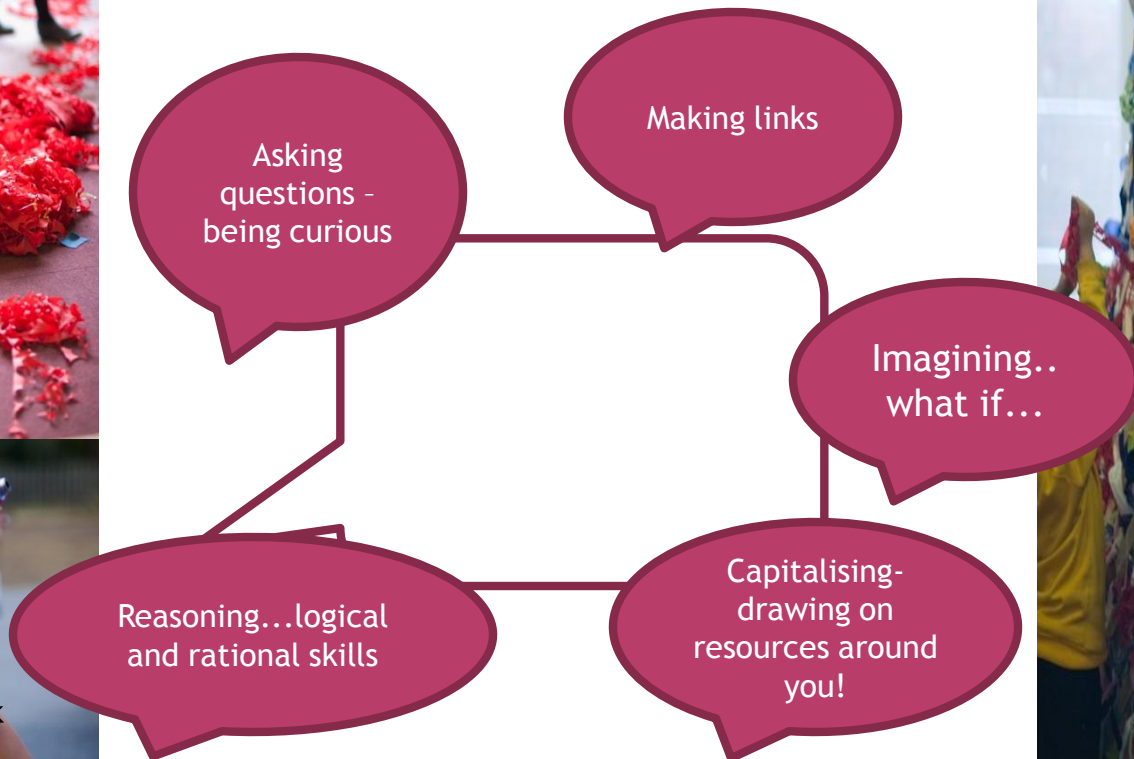 Asking
questions –
being curious
Making links
Imagining..
what if...
Capitalising-
drawing on
resources around
you!
Reasoning...logical
and rational skills